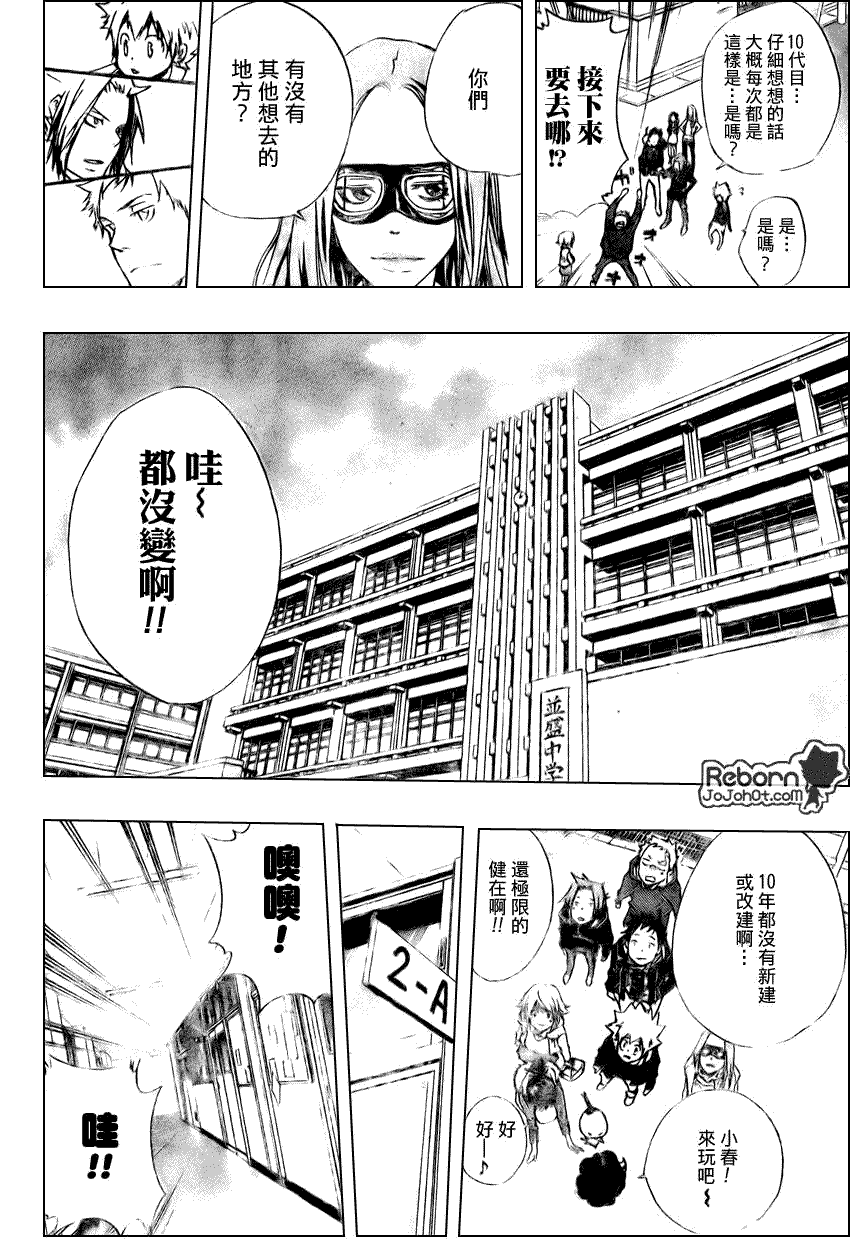 10代目…
仔細想想的話
大概每次都是
這樣是…是嗎？
接下來
要去哪!?
是…
是嗎？
你們
有沒有
其他想去的
地方？
哇~
都沒變啊!!
並盛中学
Reborn
JoJoHOt.com
10年都沒有新建
或改建啊…
還極限的
健在啊!!
小春！
來玩吧~
好
好—♪
2-A
噢噢！
哇!!